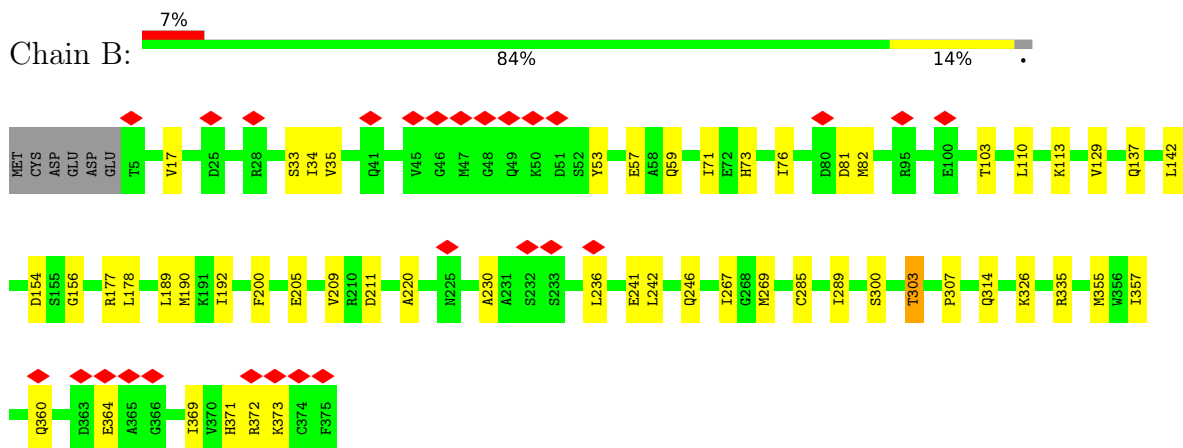 7%
Chain B:
84% 14% •
MET CYS ASP GLU ASP GLU T5 V17 D25 R28 S33 I34 V35 Q41 V45 G46 M47 G48 Q49 K50 D51 S52 Y53 E57 A58 Q59 I71 E72 H73 I76 D80 D81 M82 R95 E100 T103 L110 K113 V129 Q137 L142
D154 S155 G156 R177 L178 L189 M190 K191 I192 F200 E205 V209 R210 D211 A220 N225 A230 A231 S232 S233 L236 E241 L242 Q246 I267 G268 M269 C285 I289 S300 T303 P307 Q314 K326 R335 M355 W356 I357
Q360 D363 E364 A365 G366 I369 V370 H371 R372 K373 C374 F375